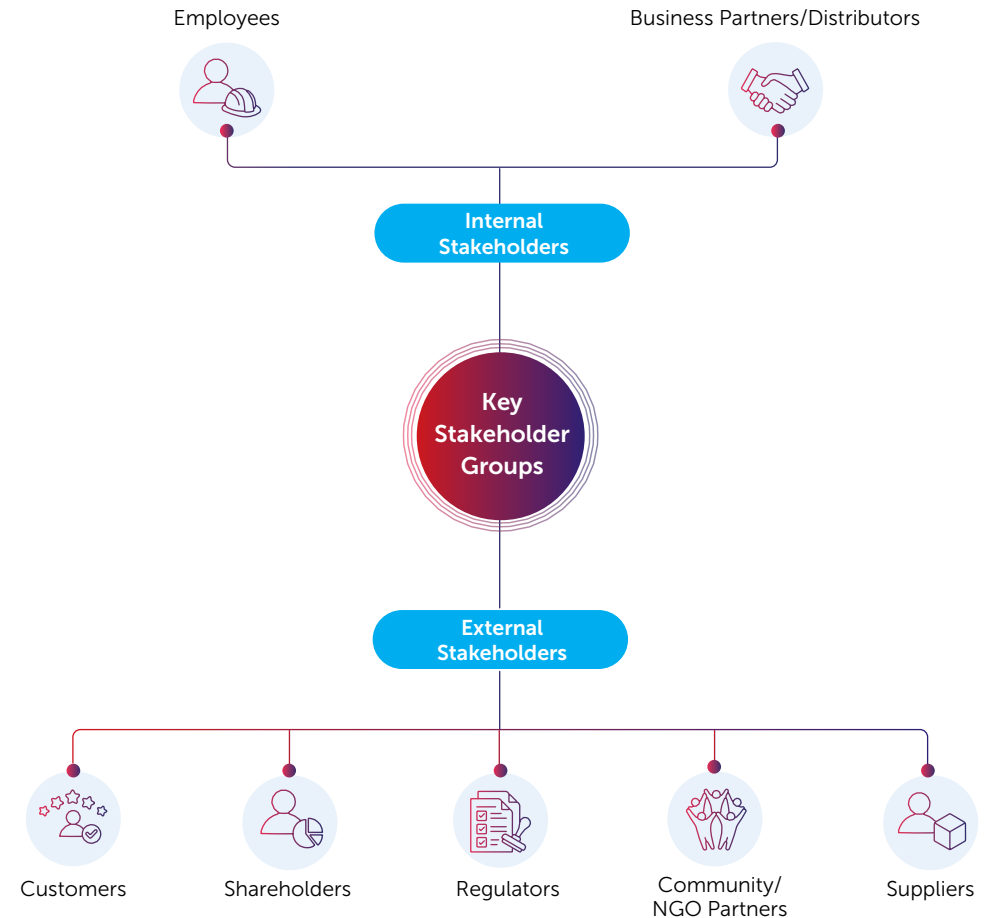 Employees
Business Partners/Distributors
Internal
Stakeholders
Key
Stakeholder
Groups
External
Stakeholders
Customers
Shareholders
Regulators
Community/
NGO Partners
Suppliers